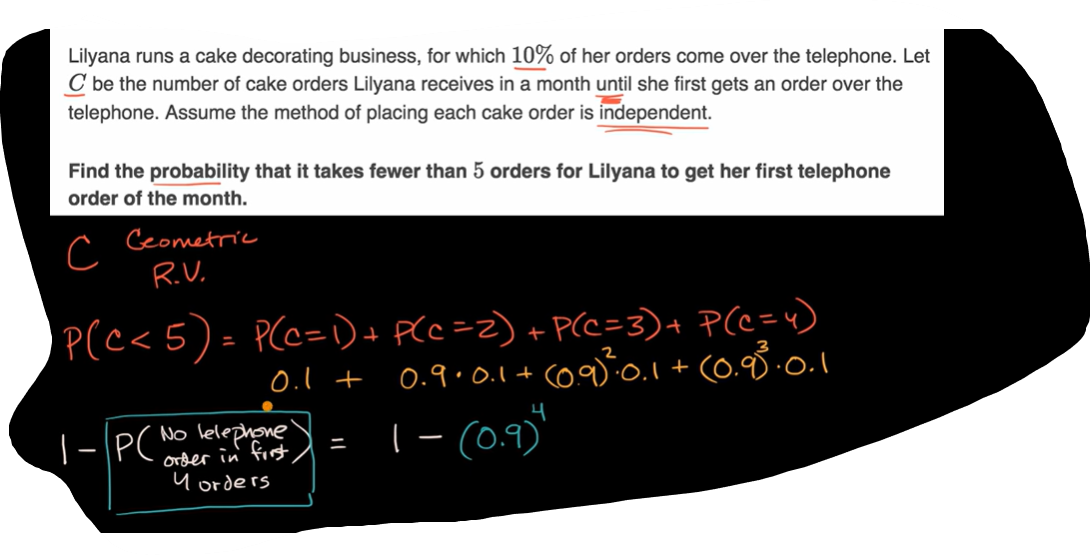 Lilyana runs a cake decorating business, for which 10% of her orders come over the telephone. Let
C be the number of cake orders Lilyana receives in a month until she first gets an order over the
telephone. Assume the method of placing each cake order is independent.
Find the probability that it takes fewer than 5 orders for Lilyana to get her first telephone
order of the month.
C Geometric
R.V.
P(C < 5) = P(C=1) + P(C=2) + P(C=3) + P(C=4)
0.1 + 0.9 · 0.1 + (0.9)² · 0.1 + (0.9)³ · 0.1
1 - P( No telephone order in first 4 orders ) = 1 - (0.9)⁴